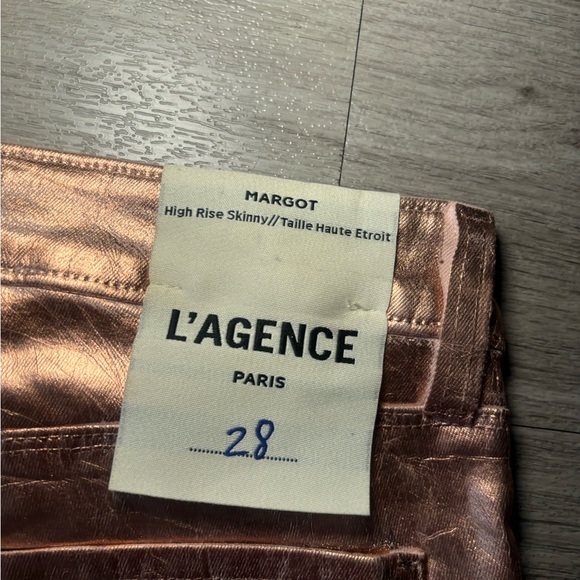 MARGOT
High Rise Skinny//Taille Haute Etroit
L'AGENCE
PARIS
28